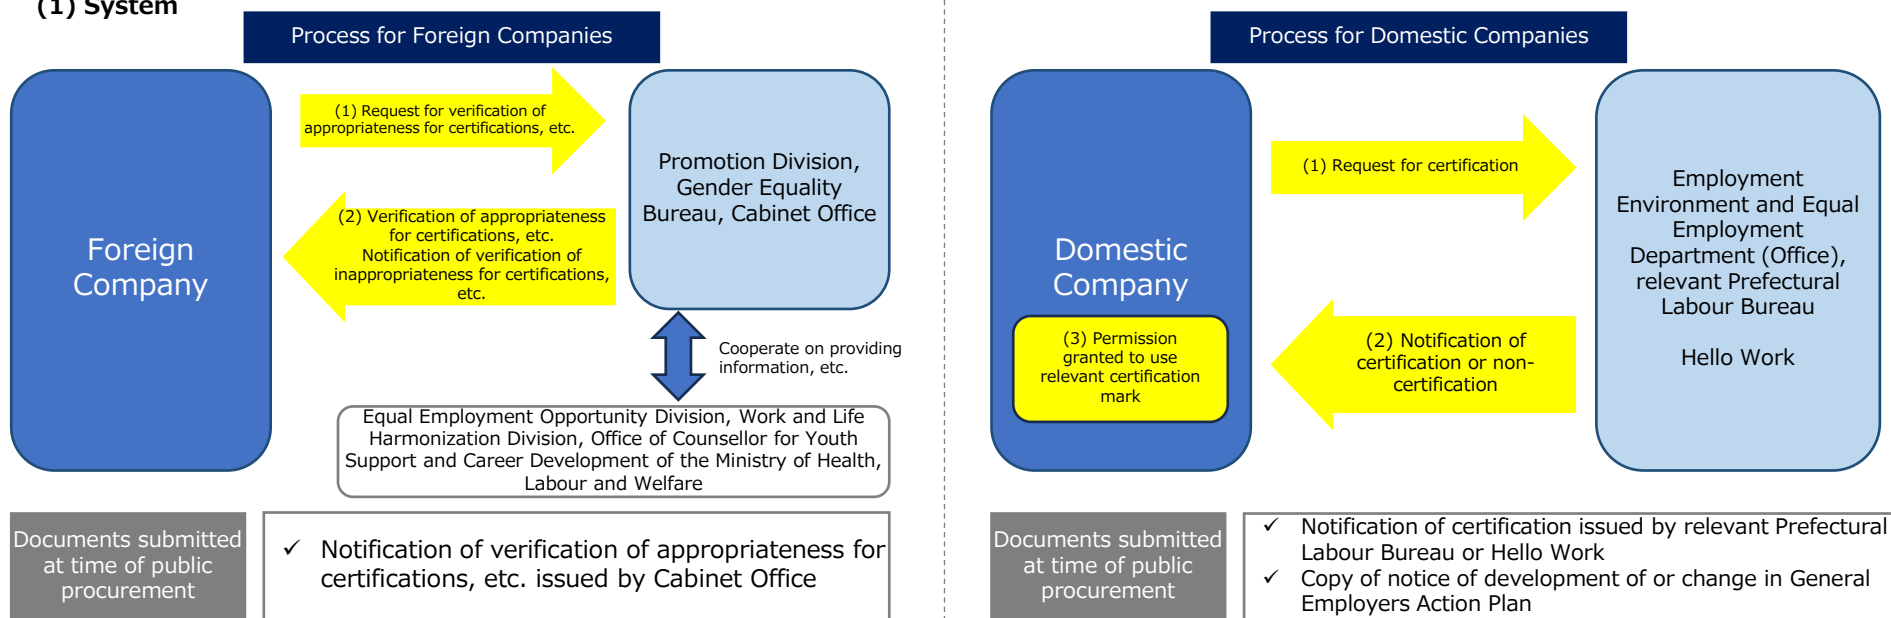 (1) System
Process for Foreign Companies
Foreign
Company
(1) Request for verification of
appropriateness for certifications, etc.
(2) Verification of appropriateness
for certifications, etc.
Notification of verification of
inappropriateness for certifications,
etc.
Promotion Division,
Gender Equality
Bureau, Cabinet Office
Cooperate on providing
information, etc.
Equal Employment Opportunity Division, Work and Life
Harmonization Division, Office of Counsellor for Youth
Support and Career Development of the Ministry of Health,
Labour and Welfare
Documents submitted
at time of public
procurement
✓ Notification of verification of appropriateness for
certifications, etc. issued by Cabinet Office
Process for Domestic Companies
Domestic
Company
(3) Permission
granted to use
relevant certification
mark
(1) Request for certification
(2) Notification of
certification or non-
certification
Employment
Environment and Equal
Employment
Department (Office),
relevant Prefectural
Labour Bureau
Hello Work
Documents submitted
at time of public
procurement
✓ Notification of certification issued by relevant Prefectural
Labour Bureau or Hello Work
✓ Copy of notice of development of or change in General
Employers Action Plan